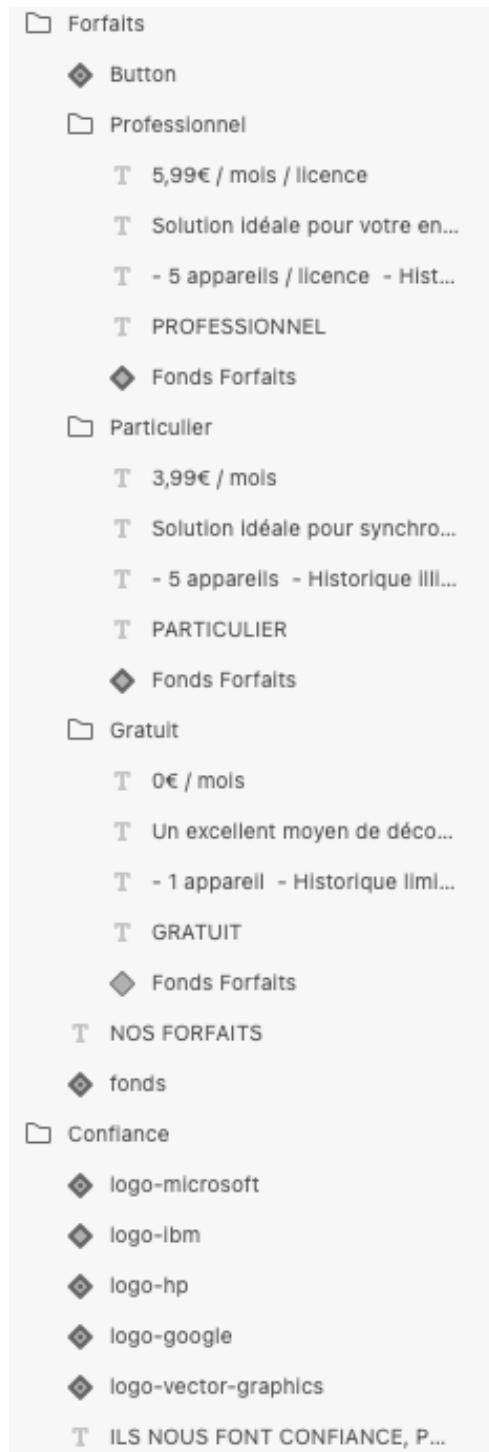 Forfaits
Button
Professionnel
5,99€ / mois / licence
Solution idéale pour votre en...
- 5 appareils / licence - Hist...
PROFESSIONNEL
Fonds Forfaits
Particulier
3,99€ / mois
Solution idéale pour synchro...
- 5 appareils - Historique illi...
PARTICULIER
Fonds Forfaits
Gratuit
0€ / mois
Un excellent moyen de déco...
- 1 appareil - Historique limi...
GRATUIT
Fonds Forfaits
NOS FORFAITS
fonds
Confiance
logo-microsoft
logo-ibm
logo-hp
logo-google
logo-vector-graphics
ILS NOUS FONT CONFIANCE, P...